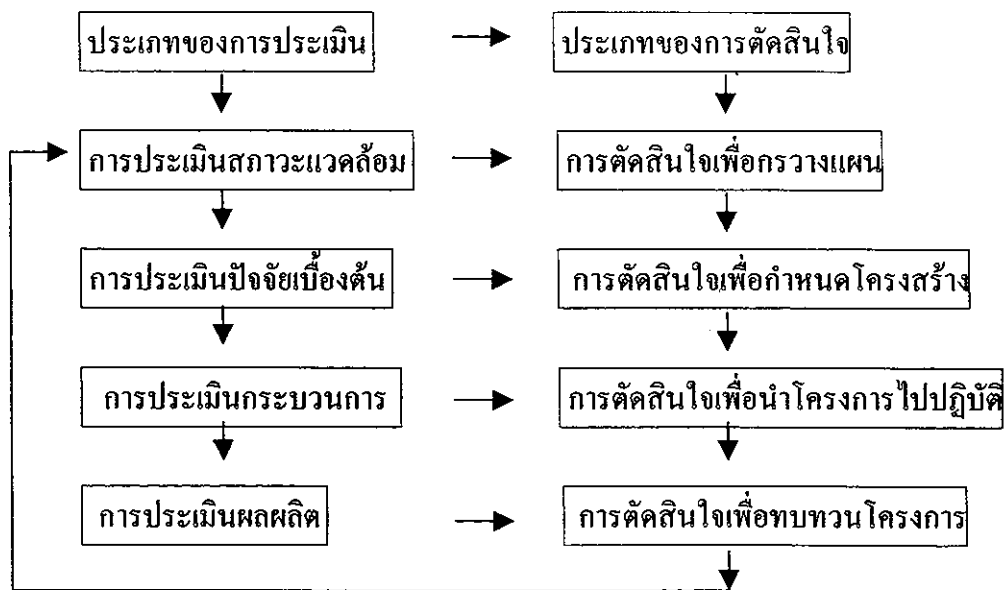 ประเภทของการประเมิน
ประเภทของการตัดสินใจ
การประเมินสภาวะแวดล้อม
การตัดสินใจเพื่อกรวางแผน
การประเมินปัจจัยเบื้องต้น
การตัดสินใจเพื่อกำหนดโครงสร้าง
การประเมินกระบวนการ
การตัดสินใจเพื่อนำโครงการไปปฏิบัติ
การประเมินผลผลิต
การตัดสินใจเพื่อทบทวนโครงการ